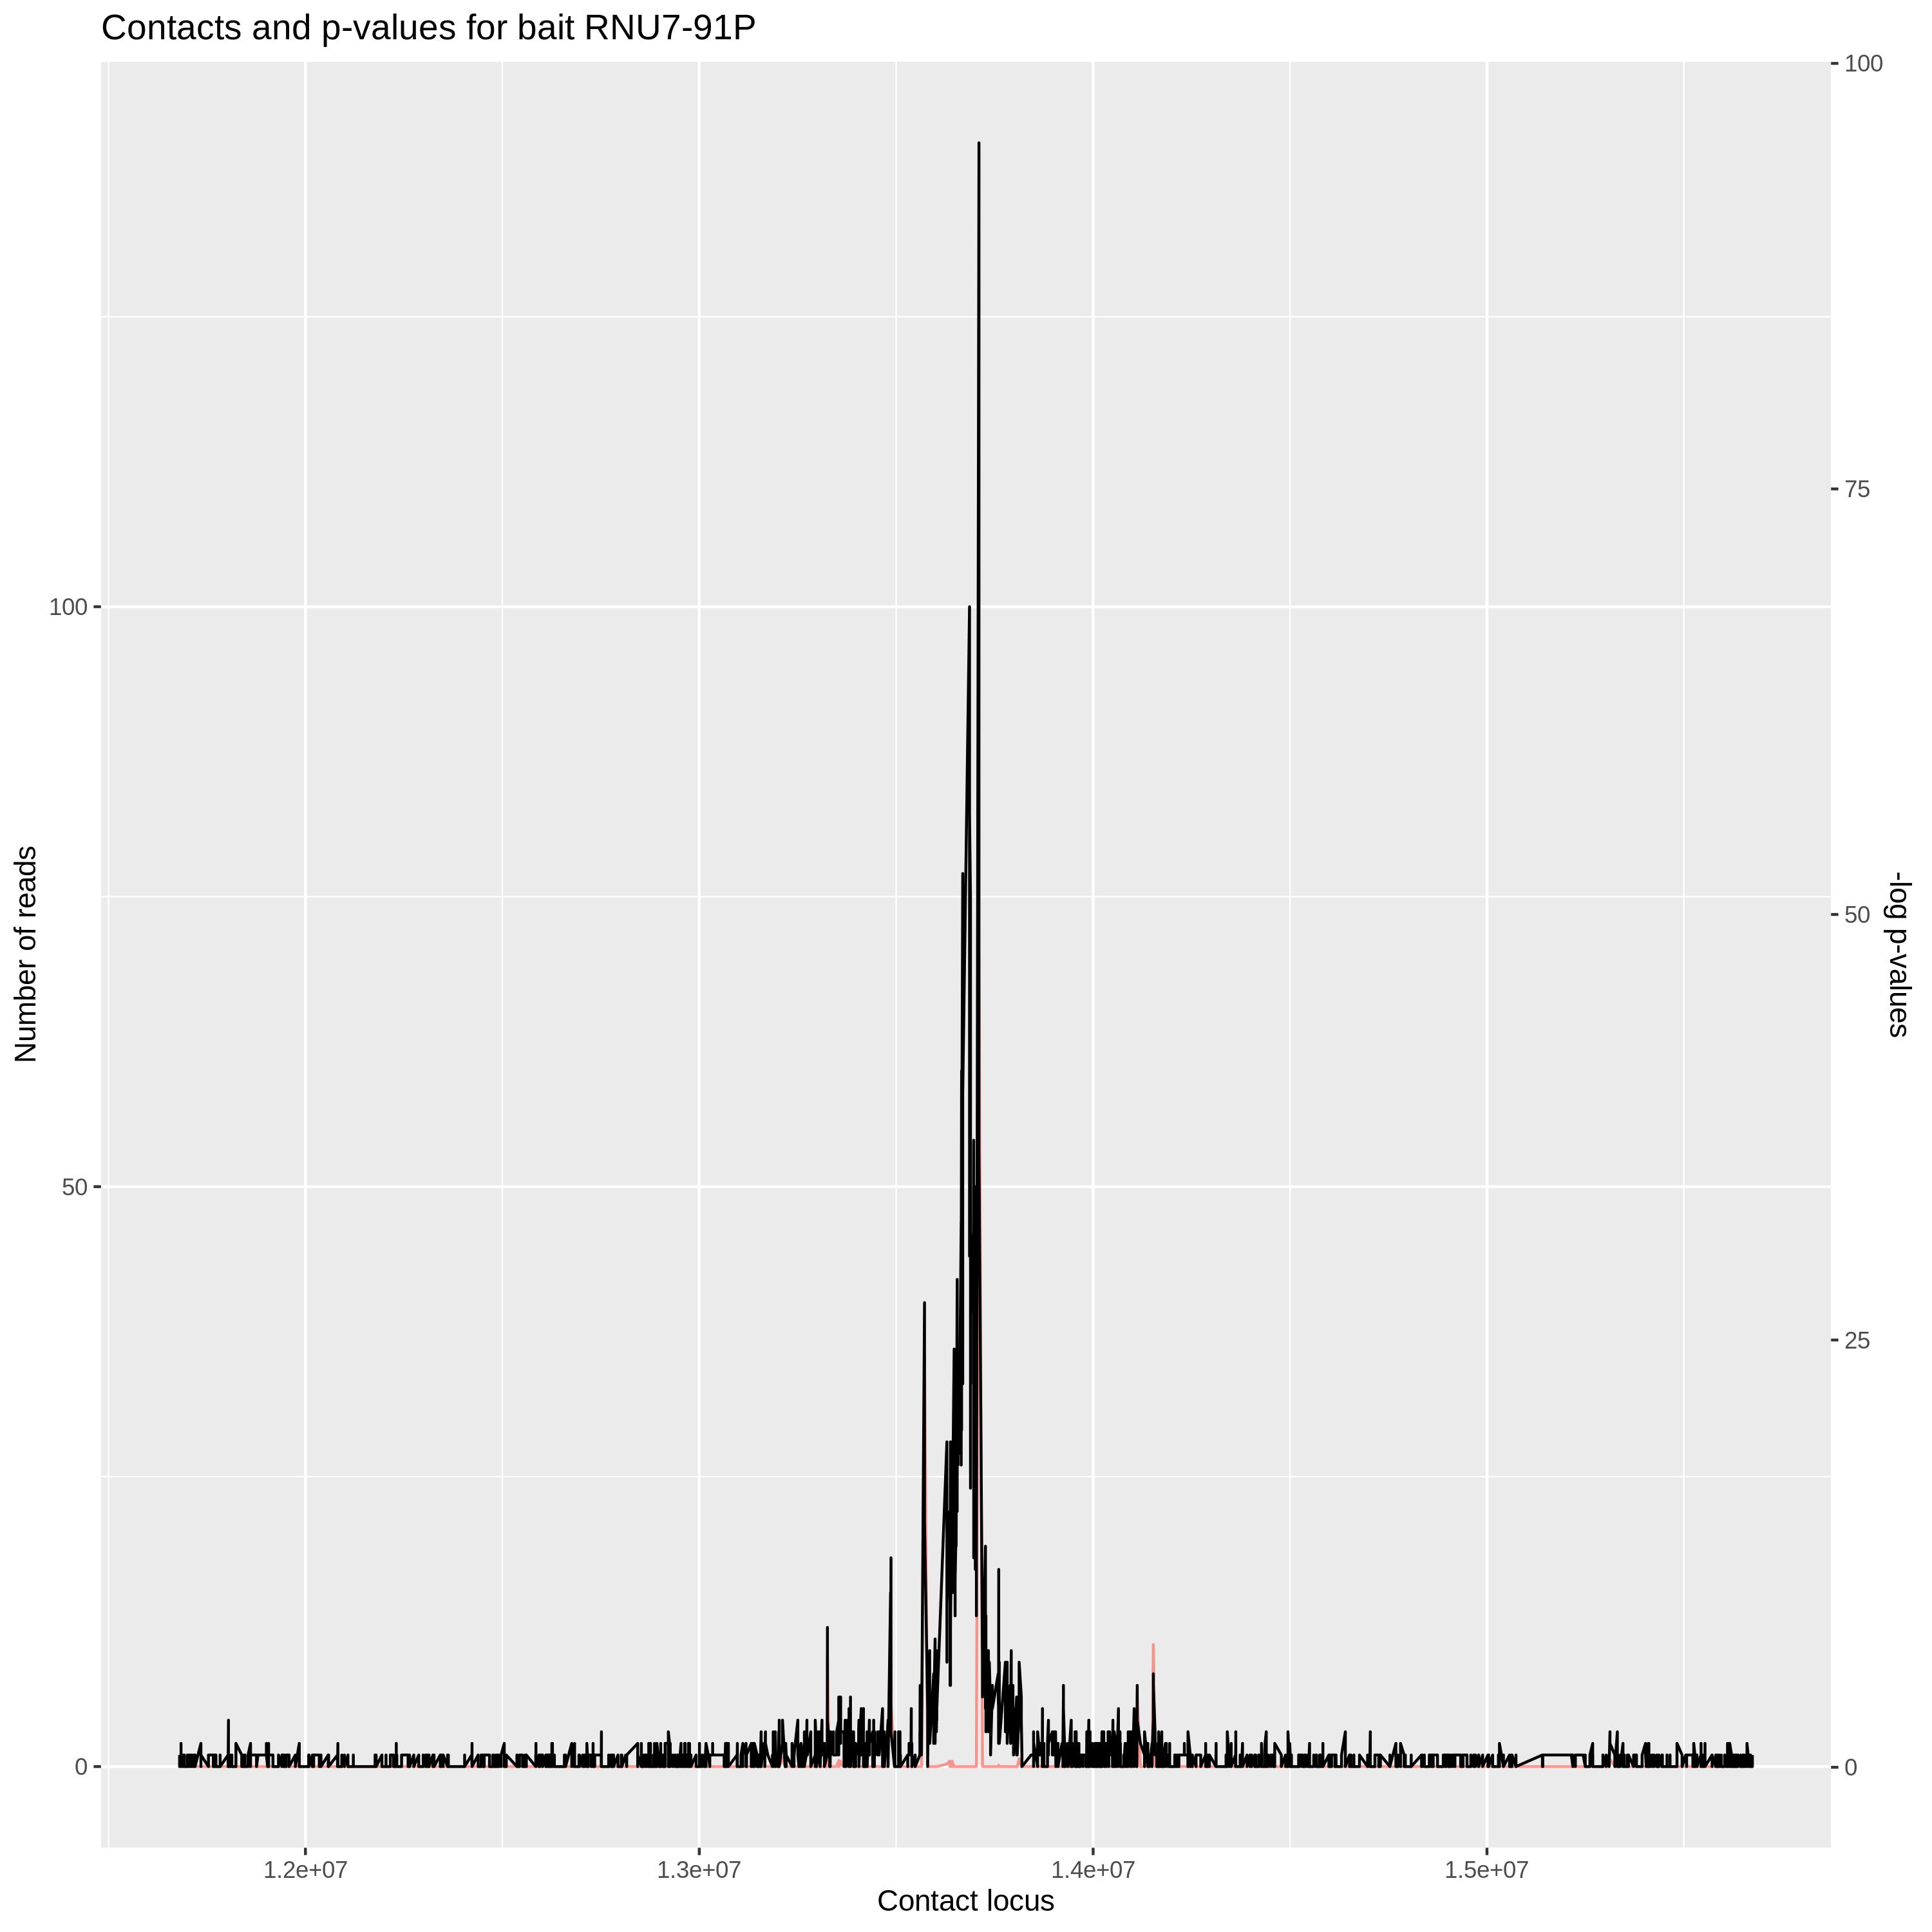 Contacts and p-values for bait RNU7-91P
100
75
100
50
50
25
0
0
Number of reads
-log p-values
1.2e+07
1.3e+07
1.4e+07
1.5e+07
Contact locus